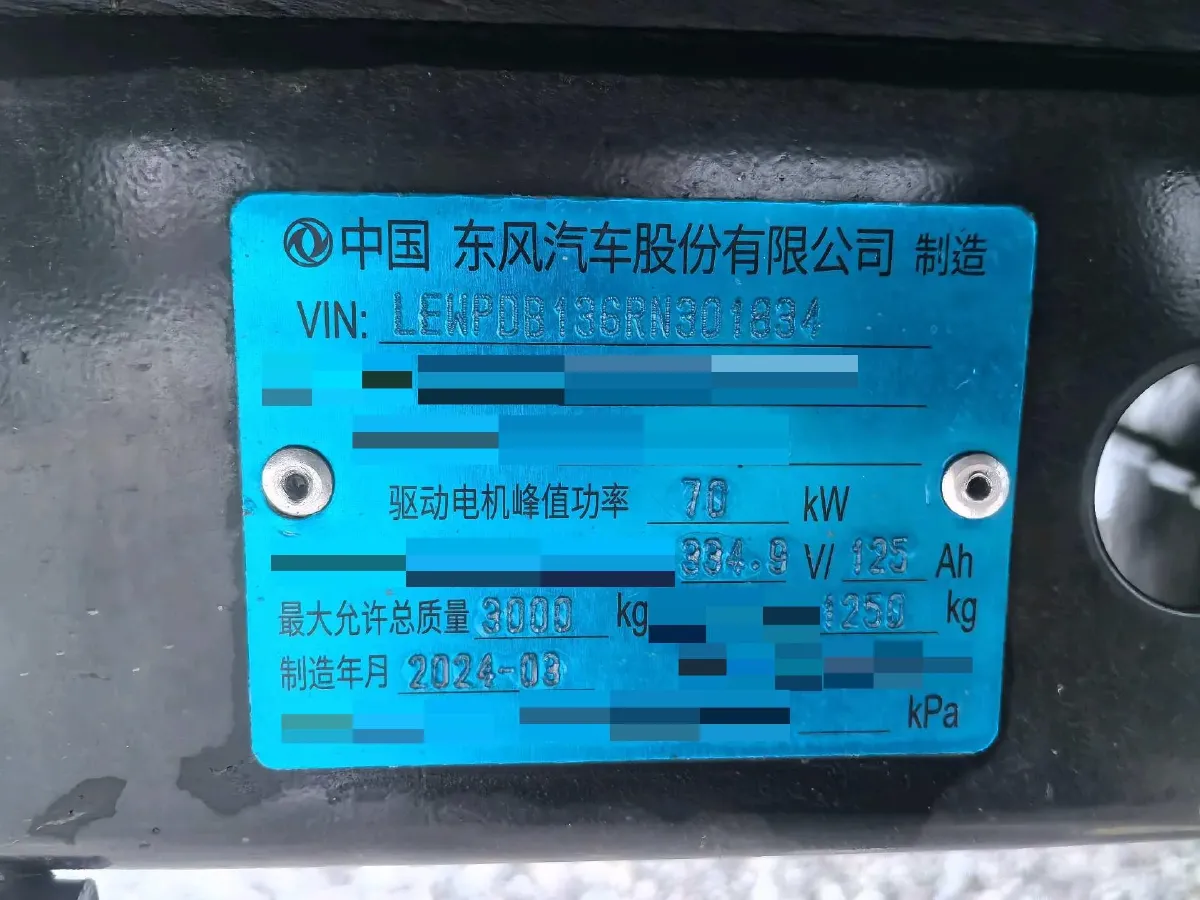 中国 东风汽车股份有限公司 制造
VIN: LEWPDB136RN301834
驱动电机峰值功率 70 kW
334.9 V/ 125 Ah
最大允许总质量 3000 kg 1250 kg
制造年月 2024-03
kPa